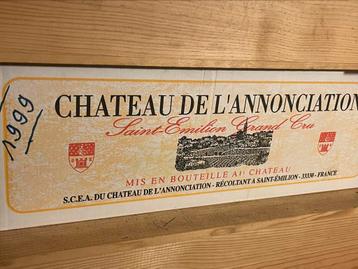 1999
CHATEAU DE L'ANNONCIATION
Saint-Emilion Grand Cru
MIS EN BOUTEILLE AU CHATEAU
S.C.E.A. DU CHATEAU DE L'ANNONCIATION - RÉCOLTANT A SAINT-ÉMILION - 33330 - FRANCE